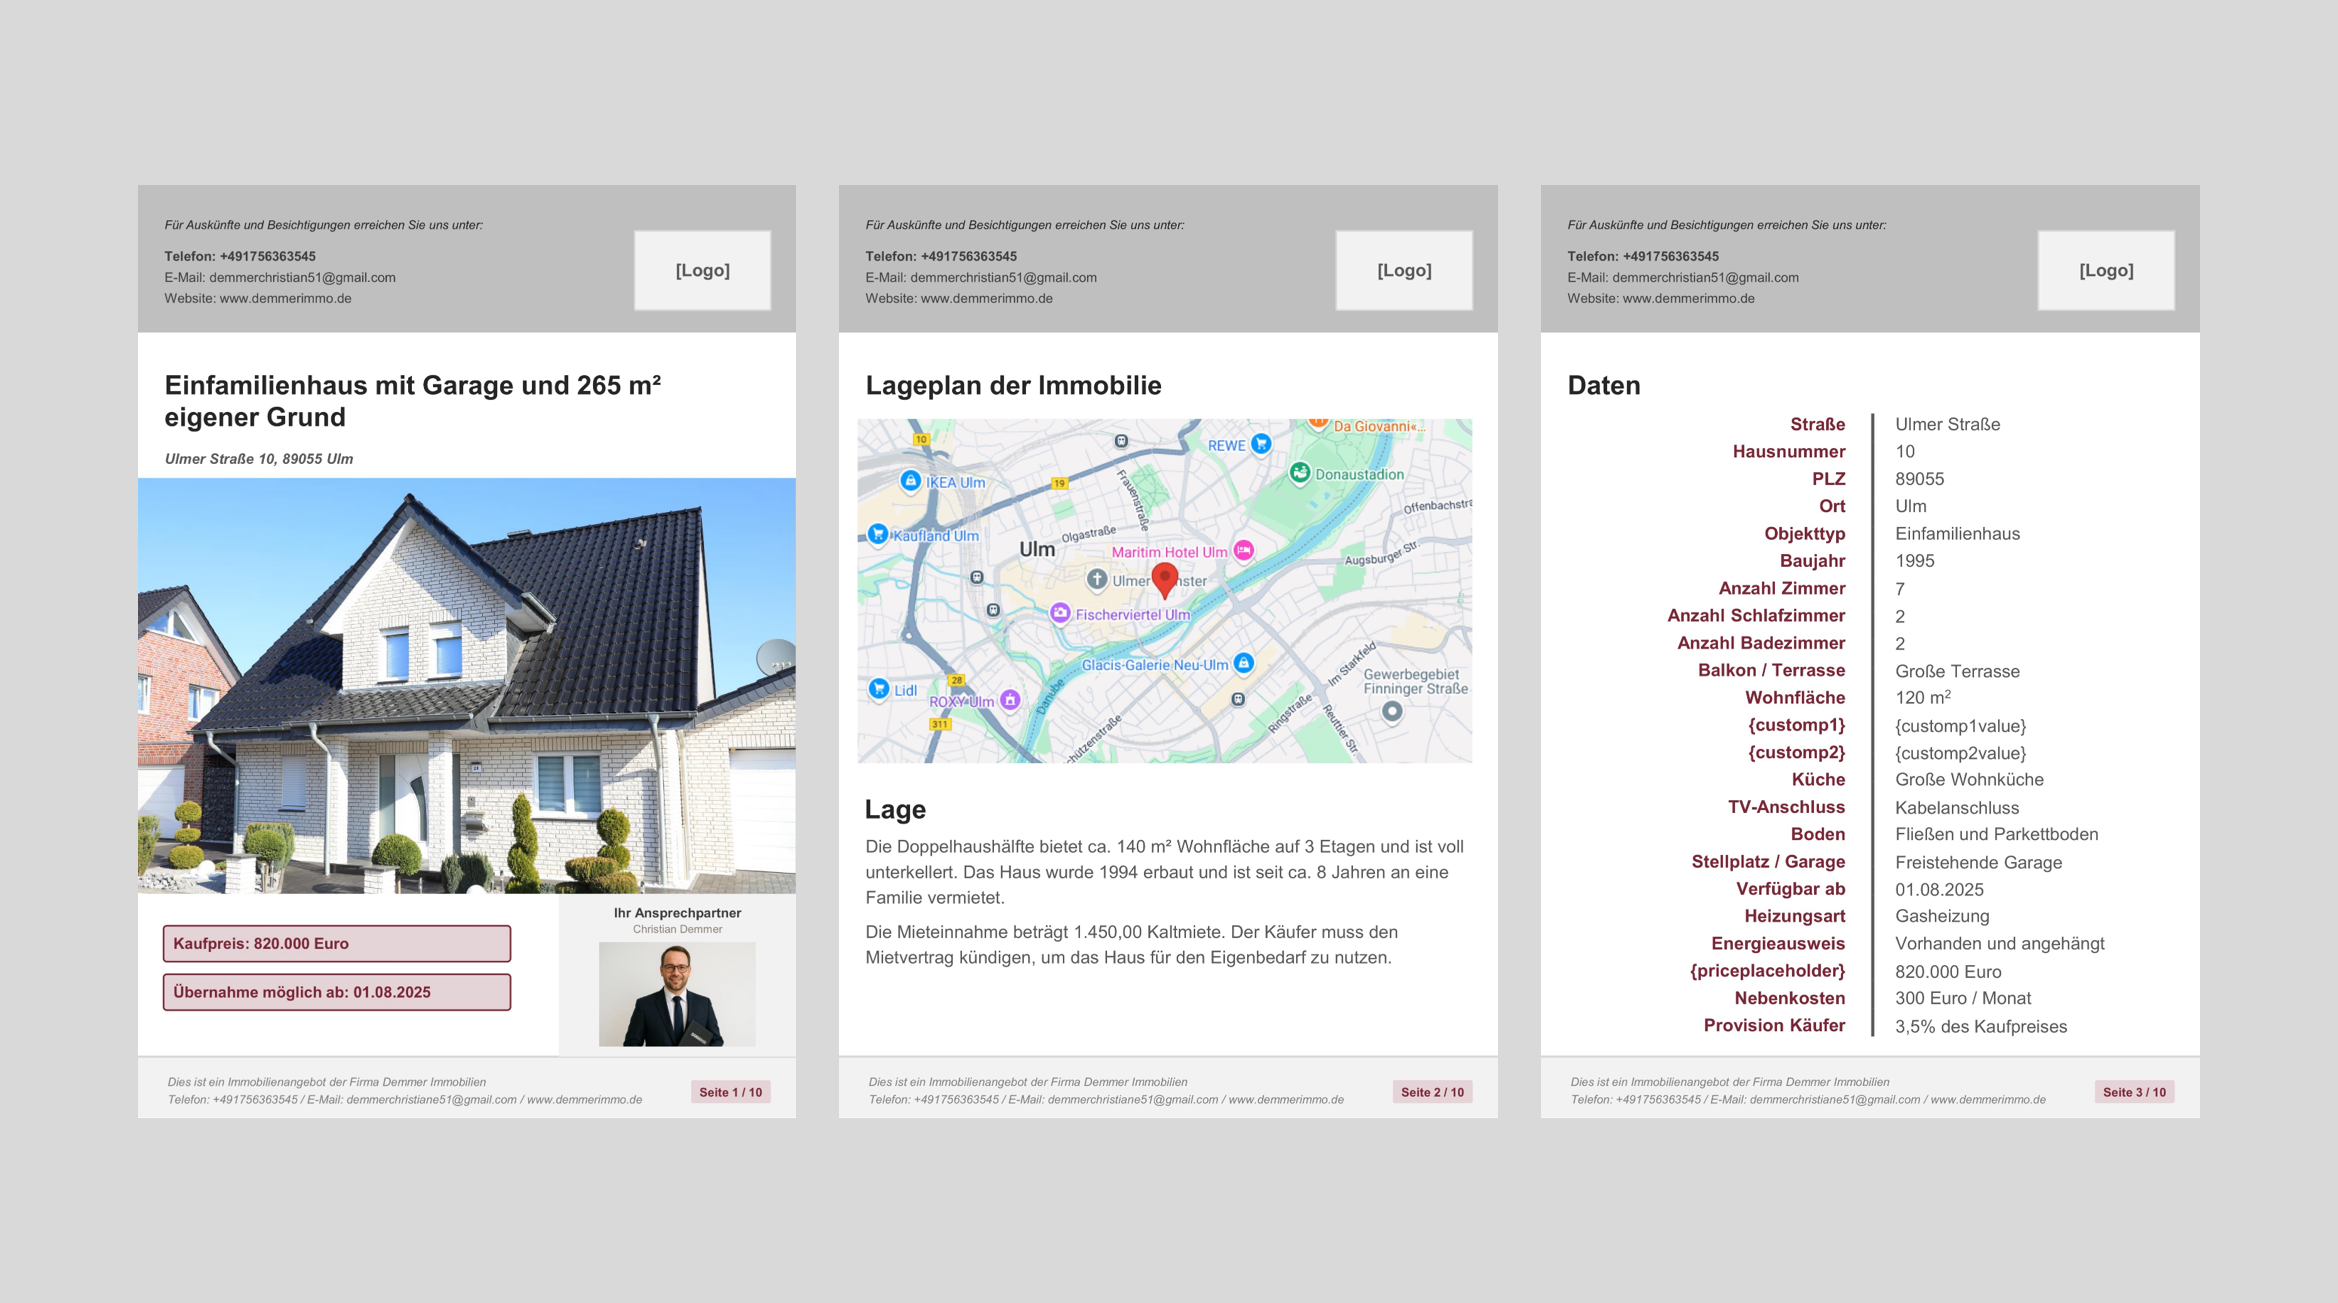 Für Auskünfte und Besichtigungen erreichen Sie uns unter:
Telefon: +491756363545
E-Mail: demmerchristian51@gmail.com
Website: www.demmerimmo.de
[Logo]
Einfamilienhaus mit Garage und 265 m²
eigener Grund
Ulmer Straße 10, 89055 Ulm
Kaufpreis: 820.000 Euro
Übernahme möglich ab: 01.08.2025
Ihr Ansprechpartner
Christian Demmer
Dies ist ein Immobilienangebot der Firma Demmer Immobilien
Telefon: +491756363545 / E-Mail: demmerchristiane51@gmail.com / www.demmerimmo.de
Seite 1 / 10
Für Auskünfte und Besichtigungen erreichen Sie uns unter:
Telefon: +491756363545
E-Mail: demmerchristian51@gmail.com
Website: www.demmerimmo.de
[Logo]
Lageplan der Immobilie
Da Giovanni«...
10
REWE
IKEA Ulm
19
Frauenstraße
Donaustadion
Offenbachstra
Kaufland Ulm
Olgastraße
Ulm
Maritim Hotel Ulm
Augsburger Str.
Ulmer
nster
Fischerviertel Ulm
Glacis-Galerie Neu-Ulm
Im Starkfeld
Gewerbegebiet
Finninger Straße
28
Lidl
ROXY Ulm
Danube
311
Ringstraße
Reuttier Str.
chützenstraße
Lage
Die Doppelhaushälfte bietet ca. 140 m² Wohnfläche auf 3 Etagen und ist voll
unterkellert. Das Haus wurde 1994 erbaut und ist seit ca. 8 Jahren an eine
Familie vermietet.
Die Mieteinnahme beträgt 1.450,00 Kaltmiete. Der Käufer muss den
Mietvertrag kündigen, um das Haus für den Eigenbedarf zu nutzen.
Dies ist ein Immobilienangebot der Firma Demmer Immobilien
Telefon: +491756363545 / E-Mail: demmerchristiane51@gmail.com / www.demmerimmo.de
Seite 2 / 10
Für Auskünfte und Besichtigungen erreichen Sie uns unter:
Telefon: +491756363545
E-Mail: demmerchristian51@gmail.com
Website: www.demmerimmo.de
[Logo]
Daten
Straße Ulmer Straße
Hausnummer 10
PLZ 89055
Ort Ulm
Objekttyp Einfamilienhaus
Baujahr 1995
Anzahl Zimmer 7
Anzahl Schlafzimmer 2
Anzahl Badezimmer 2
Balkon / Terrasse Große Terrasse
Wohnfläche 120 m²
{customp1} {customp1value}
{customp2} {customp2value}
Küche Große Wohnküche
TV-Anschluss Kabelanschluss
Boden Fließen und Parkettboden
Stellplatz / Garage Freistehende Garage
Verfügbar ab 01.08.2025
Heizungsart Gasheizung
Energieausweis Vorhanden und angehängt
{priceplaceholder} 820.000 Euro
Nebenkosten 300 Euro / Monat
Provision Käufer 3,5% des Kaufpreises
Dies ist ein Immobilienangebot der Firma Demmer Immobilien
Telefon: +491756363545 / E-Mail: demmerchristiane51@gmail.com / www.demmerimmo.de
Seite 3 / 10